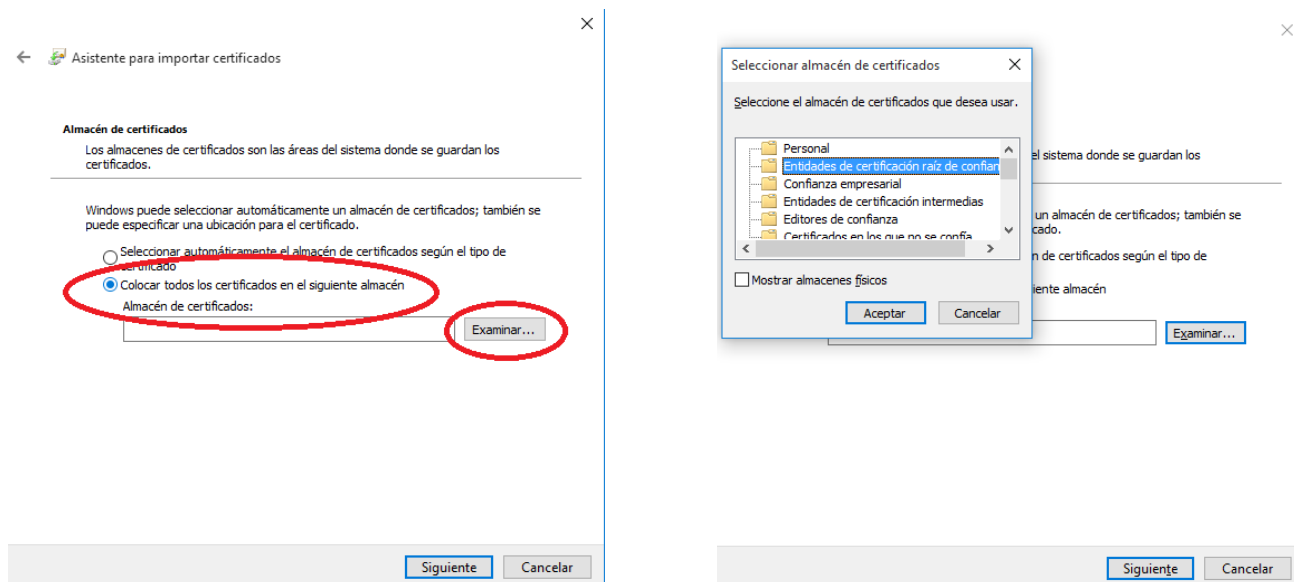 Asistente para importar certificados
Almacén de certificados
Los almacenes de certificados son las áreas del sistema donde se guardan los
certificados.
Windows puede seleccionar automáticamente un almacén de certificados; también se
puede especificar una ubicación para el certificado.
Seleccionar automáticamente el almacén de certificados según el tipo de
certificado
Colocar todos los certificados en el siguiente almacén
Almacén de certificados:
Examinar...
Siguiente
Cancelar
Seleccionar almacén de certificados
Seleccione el almacén de certificados que desea usar.
Personal
Entidades de certificación raíz de confian
Confianza empresarial
Entidades de certificación intermedias
Editores de confianza
Certificados en los que no se confía
Mostrar almacenes físicos
Aceptar
Cancelar
el sistema donde se guardan los
un almacén de certificados; también se
cado.
n de certificados según el tipo de
iente almacén
Examinar...
Siguiente
Cancelar